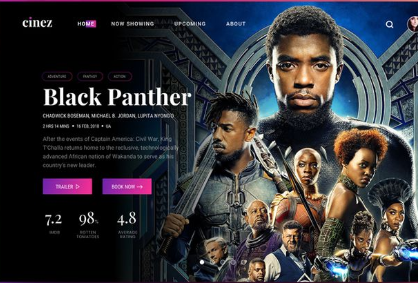 cinez
HOME NOW SHOWING UPCOMING ABOUT
ADVENTURE FANTASY ACTION
Black Panther
CHADWICK BOSEMAN, MICHAEL B. JORDAN, LUPITA NYONG'O
2 HRS 14 MINS • 16 FEB, 2018 • UA
After the events of Captain America: Civil War, King
T'Challa returns home to the reclusive, technologically
advanced African nation of Wakanda to serve as his
country's new leader.
TRAILER BOOK NOW
7.2 98% 4.8
IMDB ROTTEN TOMATOES AVERAGE RATING